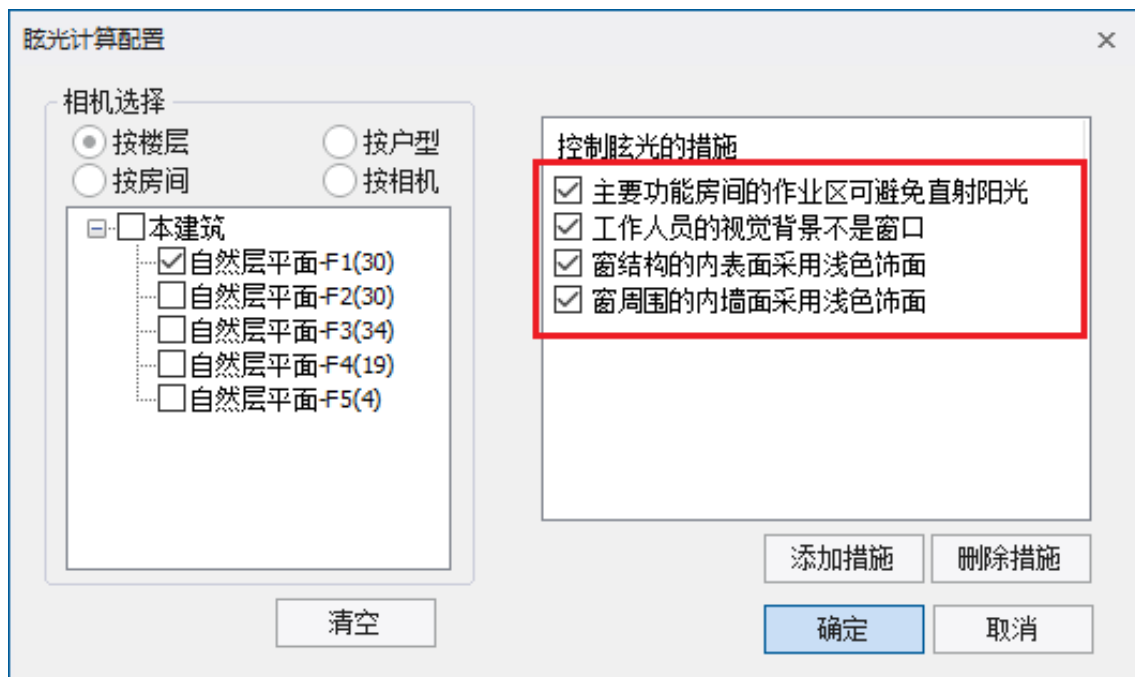 眩光计算配置
相机选择
按楼层 按户型
按房间 按相机
本建筑
自然层平面-F1(30)
自然层平面-F2(30)
自然层平面-F3(34)
自然层平面-F4(19)
自然层平面-F5(4)
清空
控制眩光的措施
主要功能房间的作业区可避免直射阳光
工作人员的视觉背景不是窗口
窗结构的内表面采用浅色饰面
窗周围的内墙面采用浅色饰面
添加措施 删除措施
确定 取消